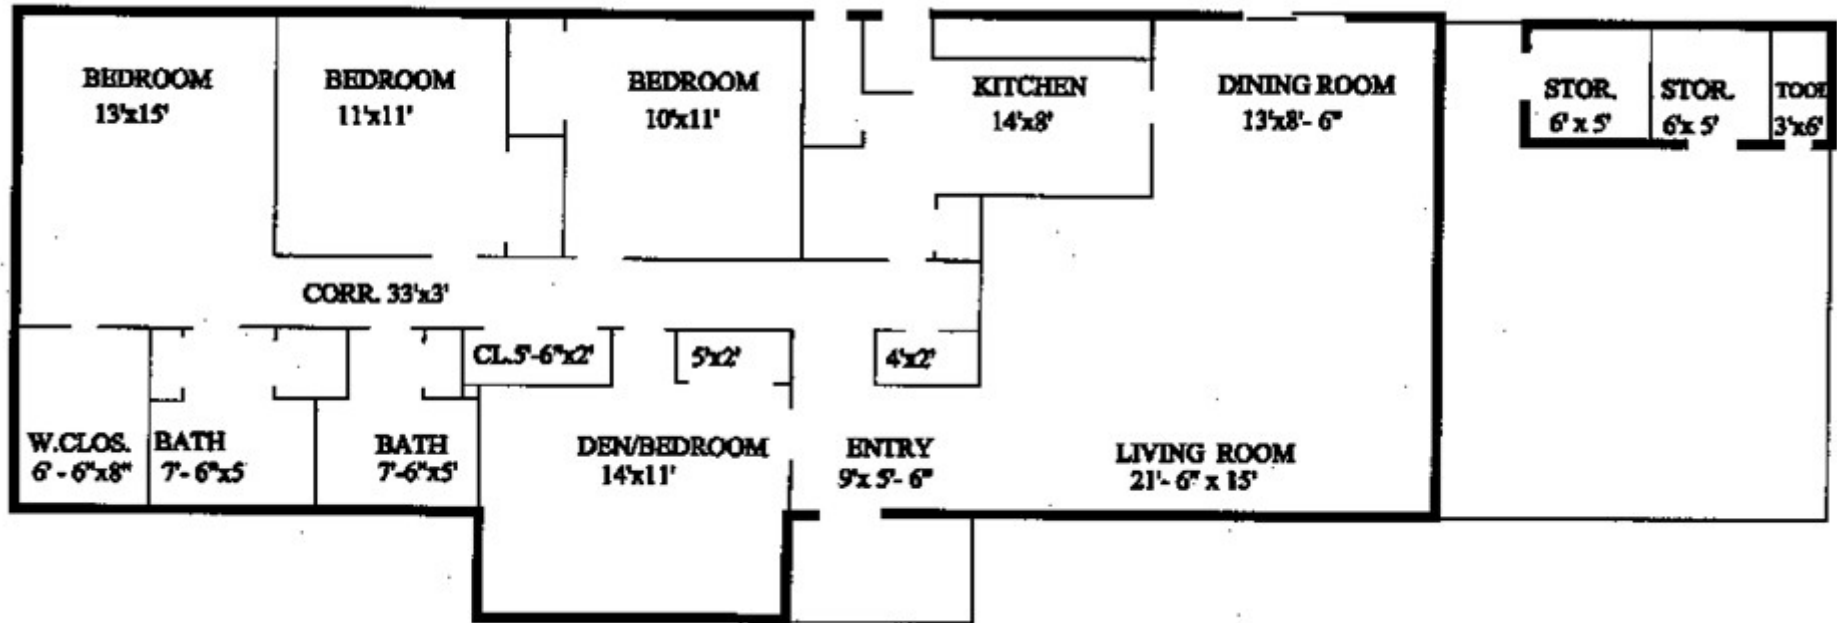 BEDROOM
13'x15'
BEDROOM
11'x11'
BEDROOM
10'x11'
KITCHEN
14'x8'
DINING ROOM
13'x8'- 6"
STOR.
6' x 5'
STOR.
6'x 5'
TOOL
3'x6'
CORR. 33'x3'
CL.5'-6"x2'
5'x2'
4'x2'
W.CLOS.
6' - 6"x8"
BATH
7'- 6"x5
BATH
7'-6"x5'
DEN/BEDROOM
14'x11'
ENTRY
9'x 5'- 6"
LIVING ROOM
21'- 6" x 15'